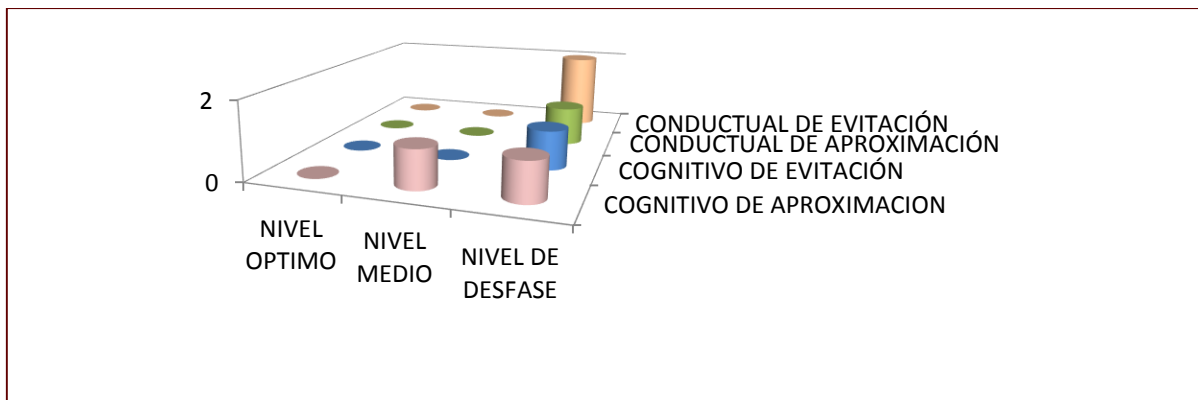 2
0
NIVEL
OPTIMO
NIVEL
MEDIO
NIVEL DE
DESFASE
CONDUCTUAL DE EVITACIÓN
CONDUCTUAL DE APROXIMACIÓN
COGNITIVO DE EVITACIÓN
COGNITIVO DE APROXIMACION